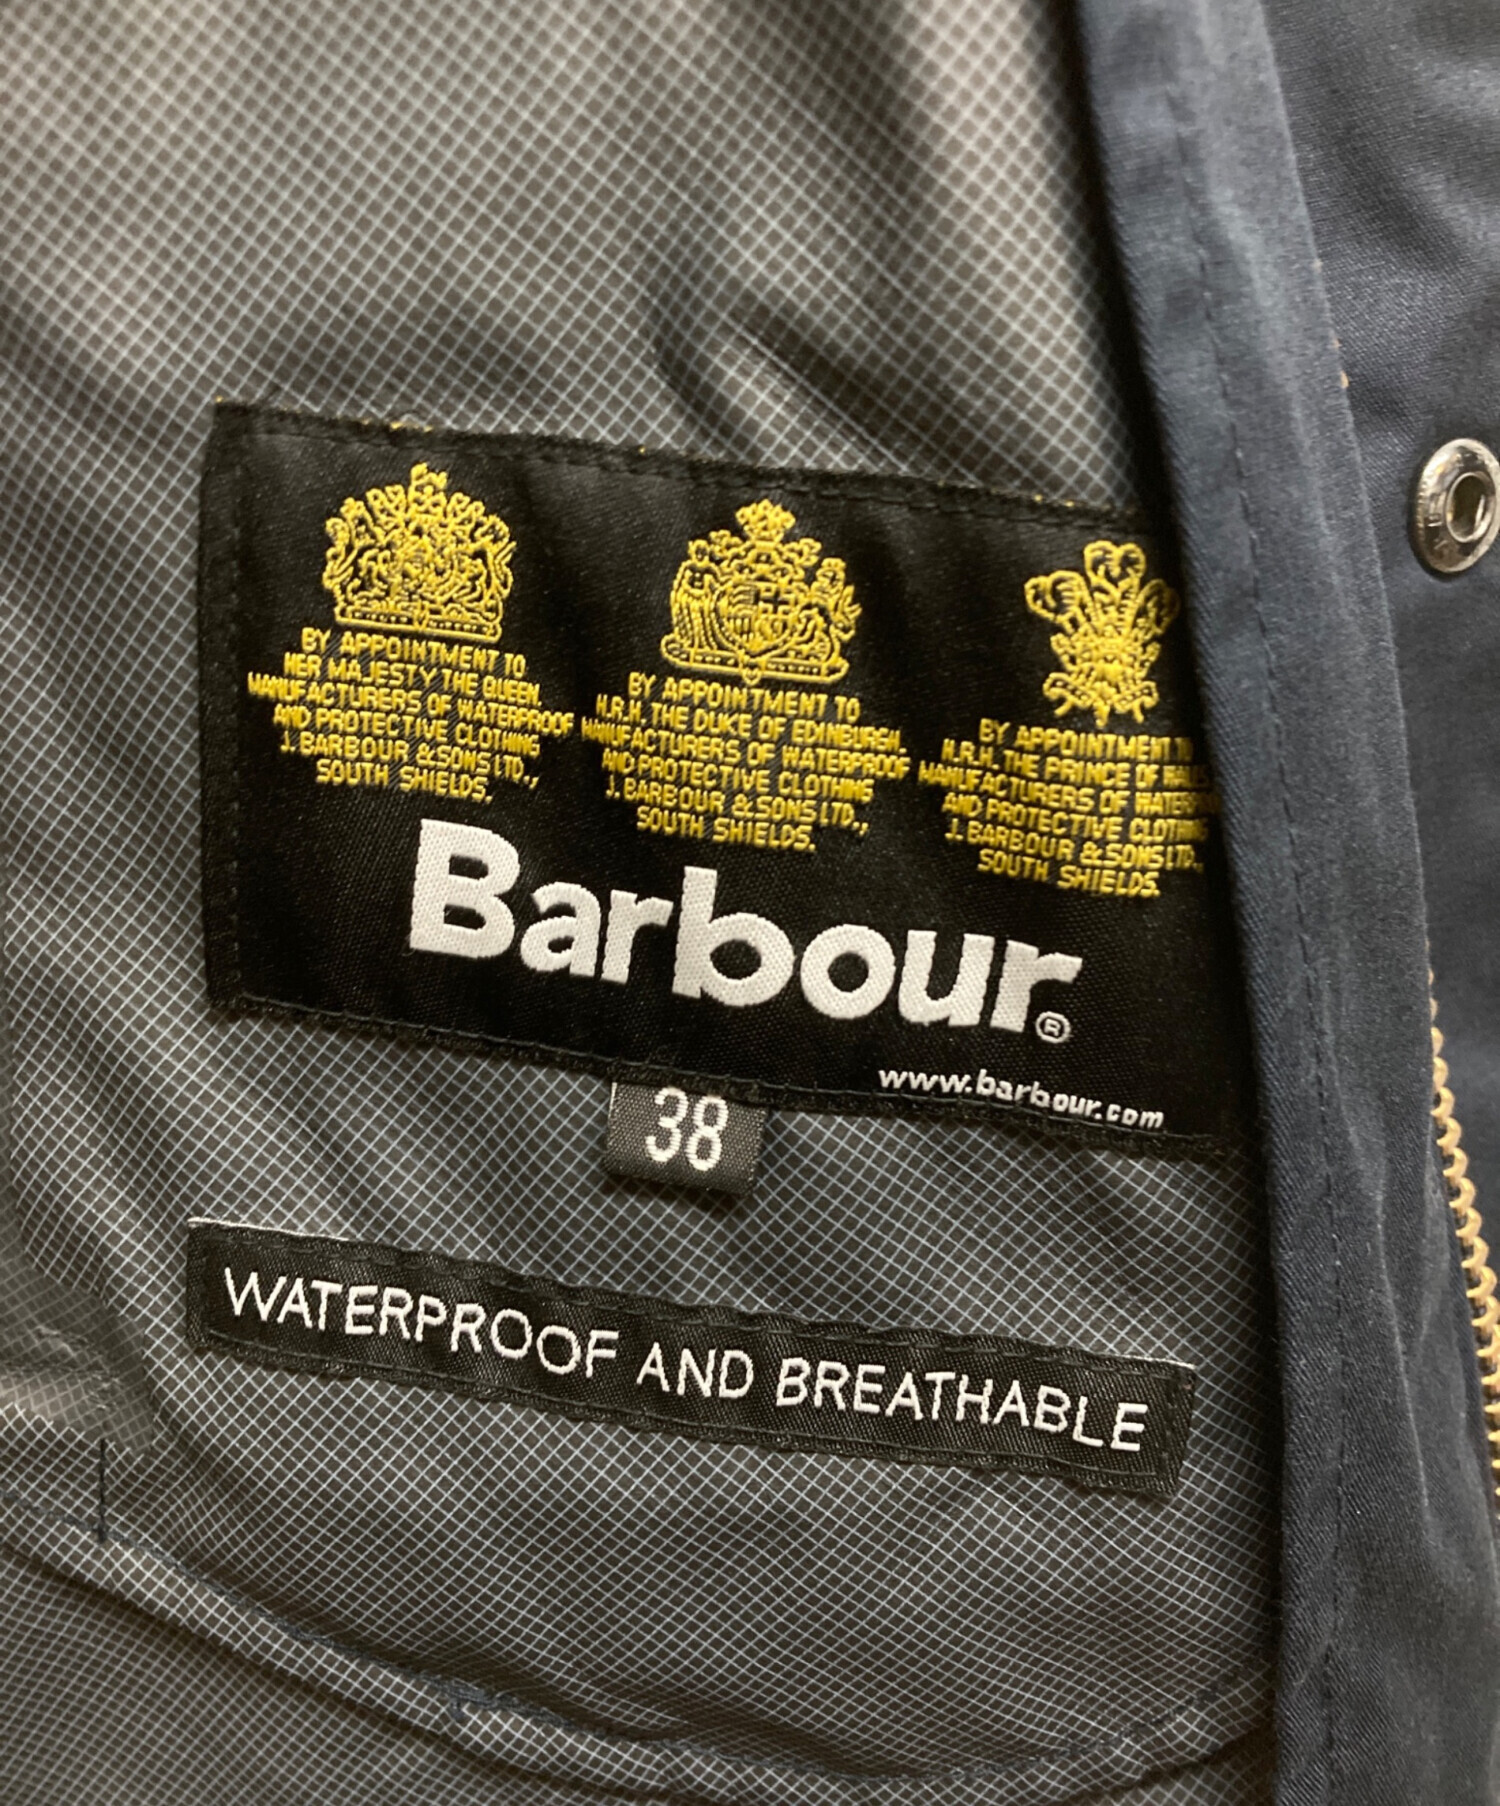 BY APPOINTMENT TO
HER MAJESTY THE QUEEN.
MANUFACTURERS OF WATERPROOF
AND PROTECTIVE CLOTHING
J. BARBOUR & SONS LTD.,
SOUTH SHIELDS.
BY APPOINTMENT TO
H.R.H. THE DUKE OF EDINBURGH.
MANUFACTURERS OF WATERPROOF
AND PROTECTIVE CLOTHING
J. BARBOUR & SONS LTD.,
SOUTH SHIELDS.
BY APPOINTMENT TO
H.R.H. THE PRINCE OF WALES
MANUFACTURERS OF
AND PROTECTIVE CLOTHING
J. BARBOUR & SONS LTD.,
SOUTH SHIELDS.
Barbour®
www.barbour.com
38
WATERPROOF AND BREATHABLE